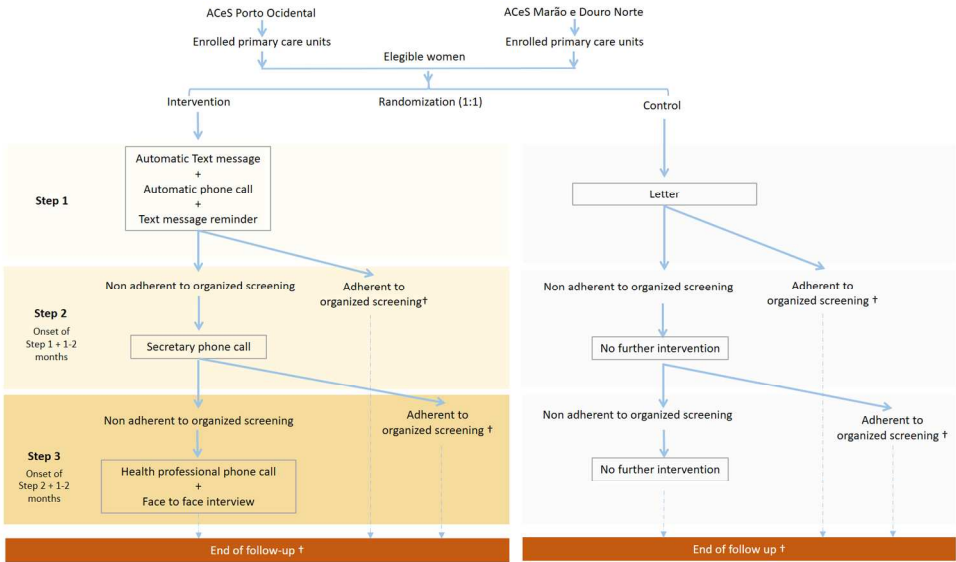 ACeS Porto Ocidental
ACeS Marão e Douro Norte
Enrolled primary care units
Enrolled primary care units
Elegible women
Intervention
Randomization (1:1)
Control
Step 1
Automatic Text message
+
Automatic phone call
+
Text message reminder
Letter
Step 2
Onset of
Step 1 + 1-2
months
Non adherent to organized screening
Adherent to
organized screening†
Secretary phone call
Non adherent to organized screening
Adherent to
organized screening †
No further intervention
Step 3
Onset of
Step 2 + 1-2
months
Non adherent to organized screening
Adherent to
organized screening †
Health professional phone call
+
Face to face interview
Non adherent to organized screening
Adherent to
organized screening †
No further intervention
End of follow-up †
End of follow up †